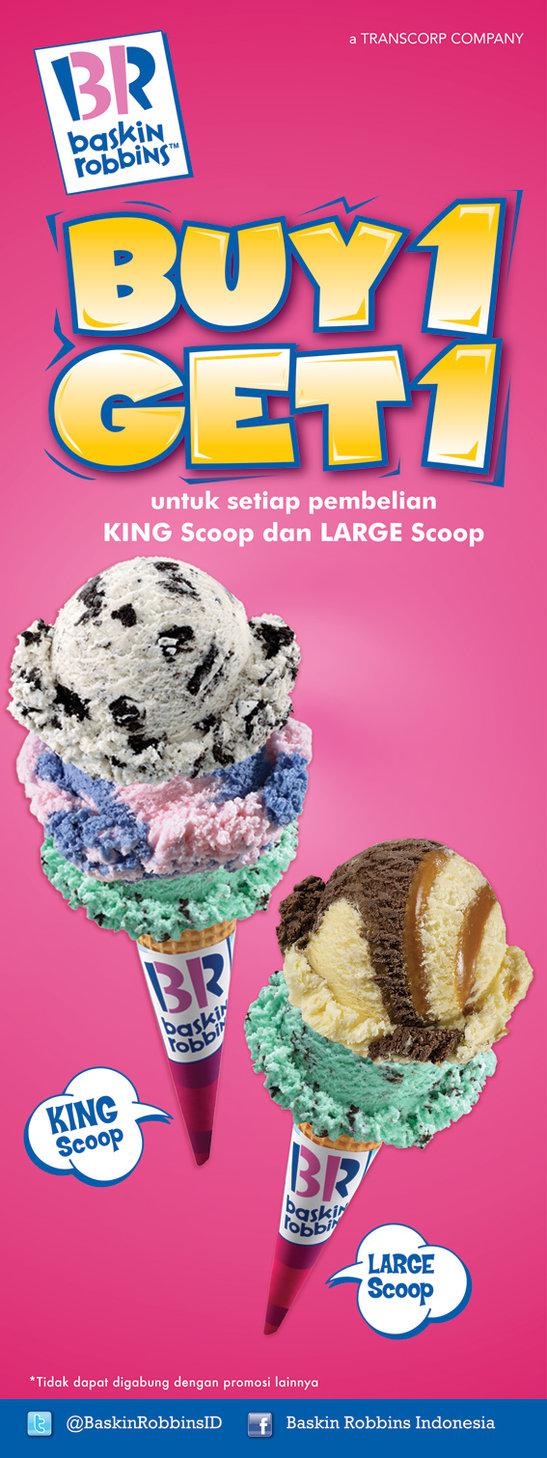 a TRANSCORP COMPANY
BR
baskin
robbins™
BUY 1
GET 1
untuk setiap pembelian
KING Scoop dan LARGE Scoop
BR
baskin
robbins
KING
Scoop
BR
baskin
robbins
LARGE
Scoop
*Tidak dapat digabung dengan promosi lainnya
@BaskinRobbinsID
Baskin Robbins Indonesia